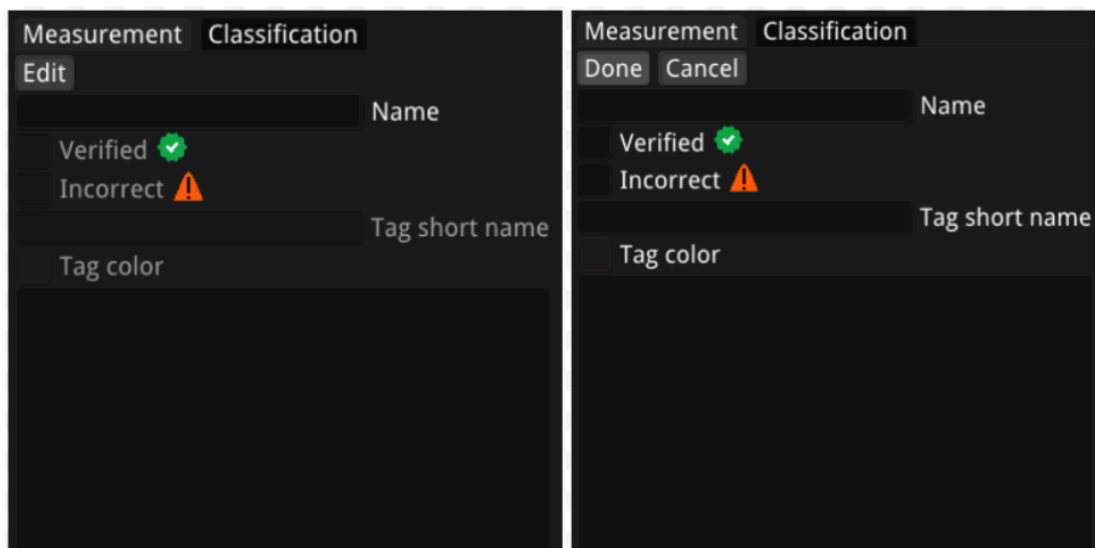 Measurement Classification
Edit
Name
Verified
Incorrect
Tag short name
Tag color
Measurement Classification
Done Cancel
Name
Verified
Incorrect
Tag short name
Tag color